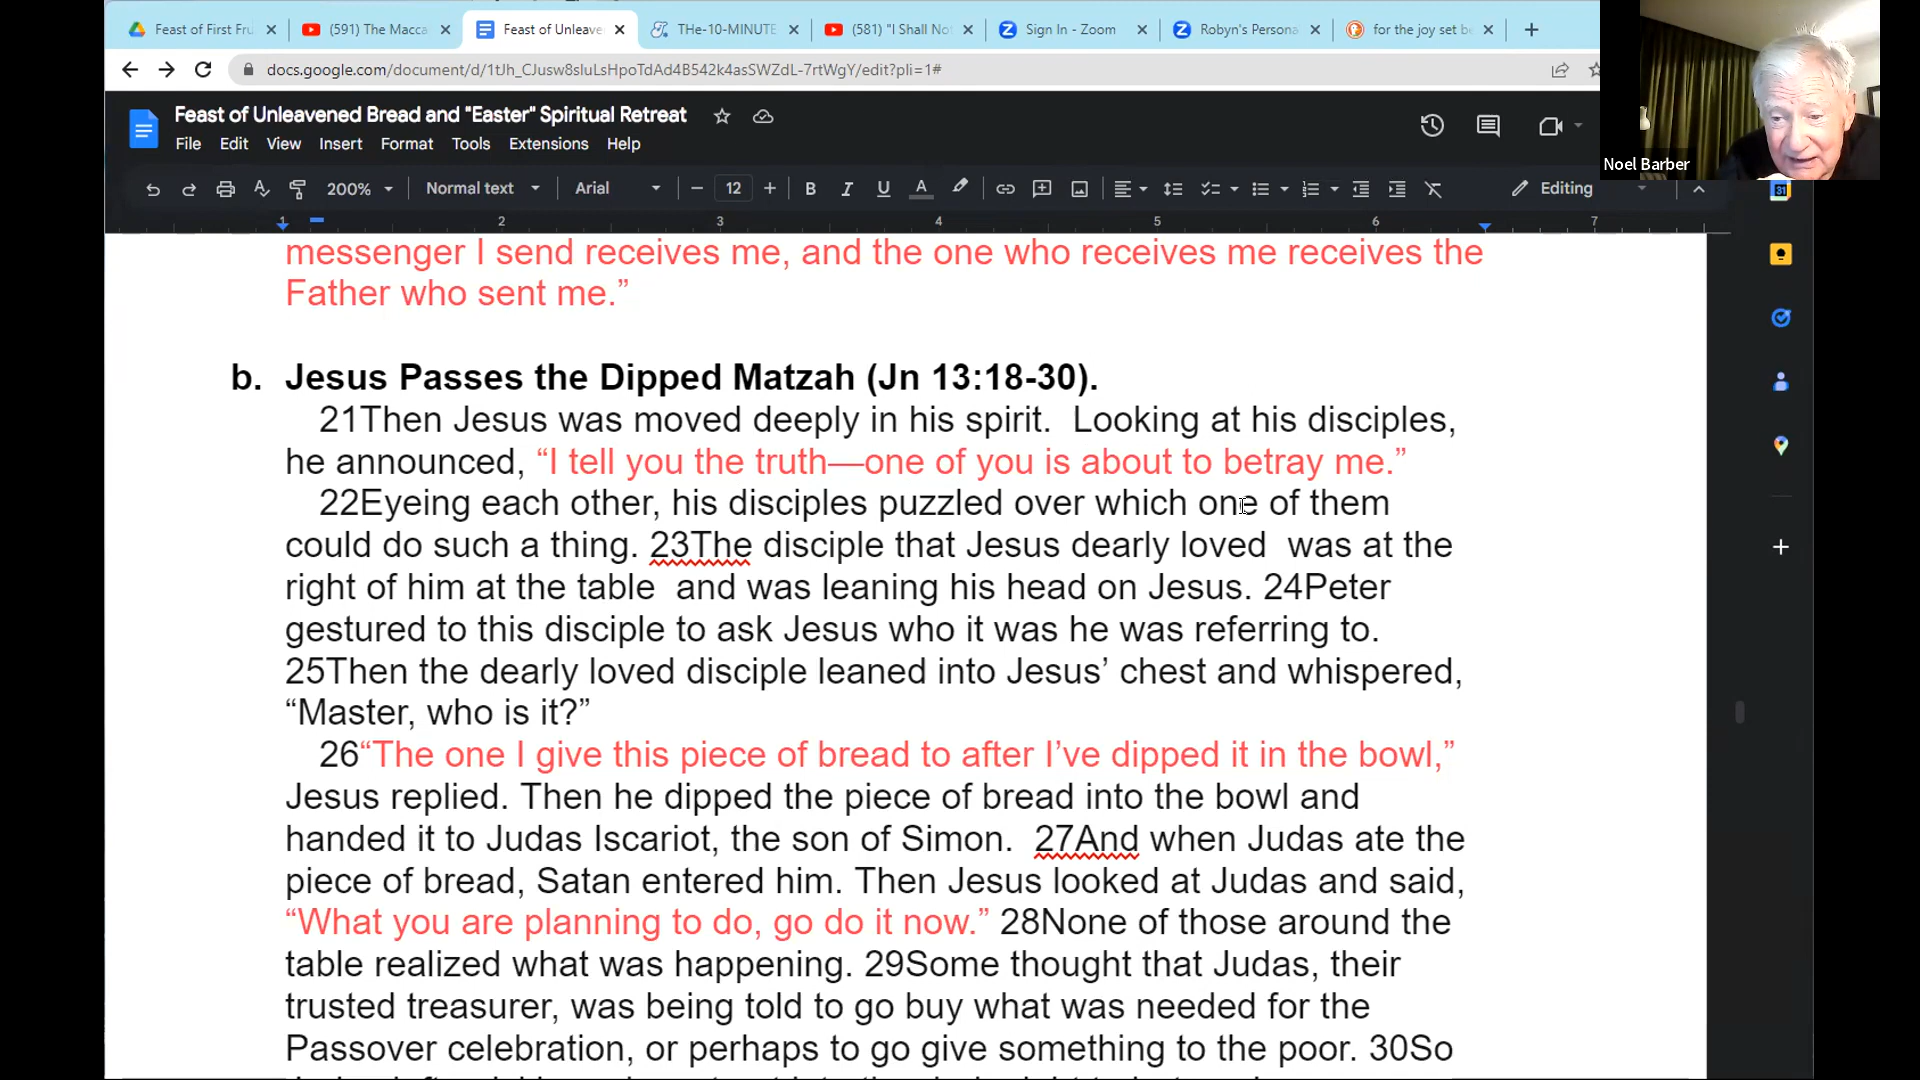 Feast of First Fru
(591) The Macca
Feast of Unleave
THe-10-MINUTE
(581) "I Shall Not
Sign In - Zoom
Robyn's Persona
for the joy set be
docs.google.com/document/d/1tJh_CJusw8sluLsHpoTdAd4B542k4asSWZdL-7rtWgY/edit?pli=1#
Feast of Unleavened Bread and "Easter" Spiritual Retreat
File Edit View Insert Format Tools Extensions Help
Noel Barber
200% Normal text Arial 12 B I U A Editing
1 2 3 4 5 6 7
31
messenger I send receives me, and the one who receives me receives the
Father who sent me.”
b. Jesus Passes the Dipped Matzah (Jn 13:18-30).
21Then Jesus was moved deeply in his spirit. Looking at his disciples,
he announced, “I tell you the truth—one of you is about to betray me.”
22Eyeing each other, his disciples puzzled over which one of them
could do such a thing. 23The disciple that Jesus dearly loved was at the
right of him at the table and was leaning his head on Jesus. 24Peter
gestured to this disciple to ask Jesus who it was he was referring to.
25Then the dearly loved disciple leaned into Jesus’ chest and whispered,
“Master, who is it?”
26“The one I give this piece of bread to after I’ve dipped it in the bowl,”
Jesus replied. Then he dipped the piece of bread into the bowl and
handed it to Judas Iscariot, the son of Simon. 27And when Judas ate the
piece of bread, Satan entered him. Then Jesus looked at Judas and said,
“What you are planning to do, go do it now.” 28None of those around the
table realized what was happening. 29Some thought that Judas, their
trusted treasurer, was being told to go buy what was needed for the
Passover celebration, or perhaps to go give something to the poor. 30So